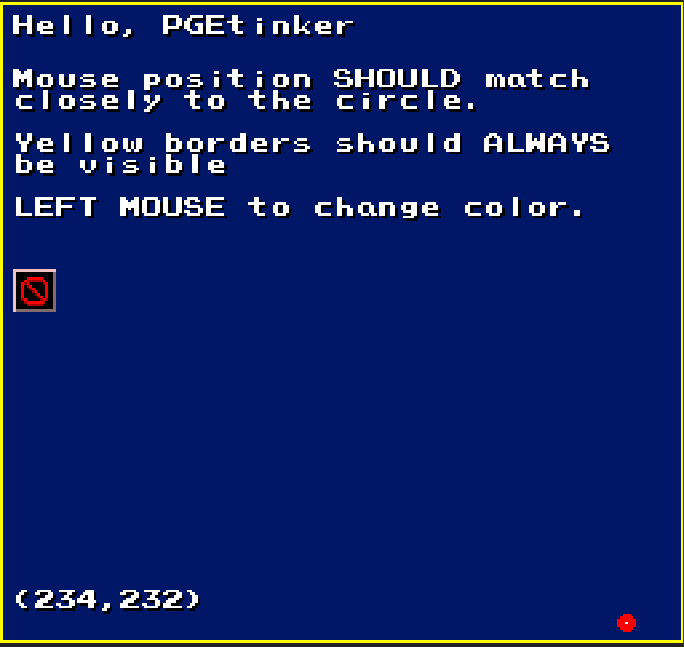 Hello, PGEtinker
Mouse position SHOULD match
closely to the circle.
Yellow borders should ALWAYS
be visible
LEFT MOUSE to change color.
(234,232)